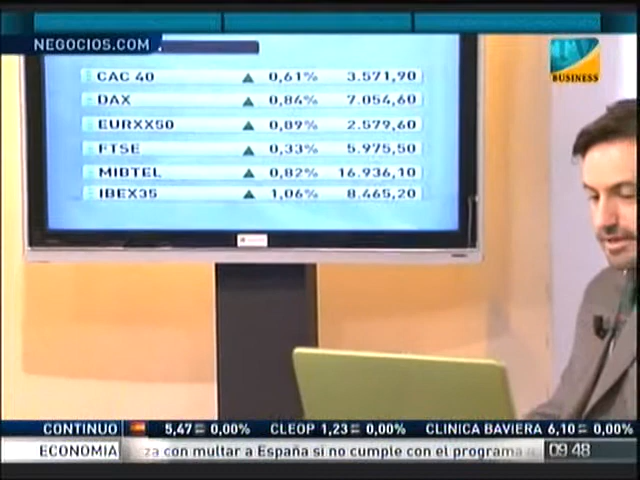 NEGOCIOS.COM
BUSINESS
CAC 40 ▲ 0,61% 3.571,90
DAX ▲ 0,84% 7.054,60
EURXX50 ▲ 0,89% 2.579,60
FTSE ▲ 0,33% 5.975,50
MIBTEL ▲ 0,82% 16.936,10
IBEX35 ▲ 1,06% 8.465,20
CONTINUO 5,47 = 0,00% CLEOP 1,23 = 0,00% CLINICA BAVIERA 6,10 = 0,00%
ECONOMIA za con multar a España si no cumple con el programa 09:48